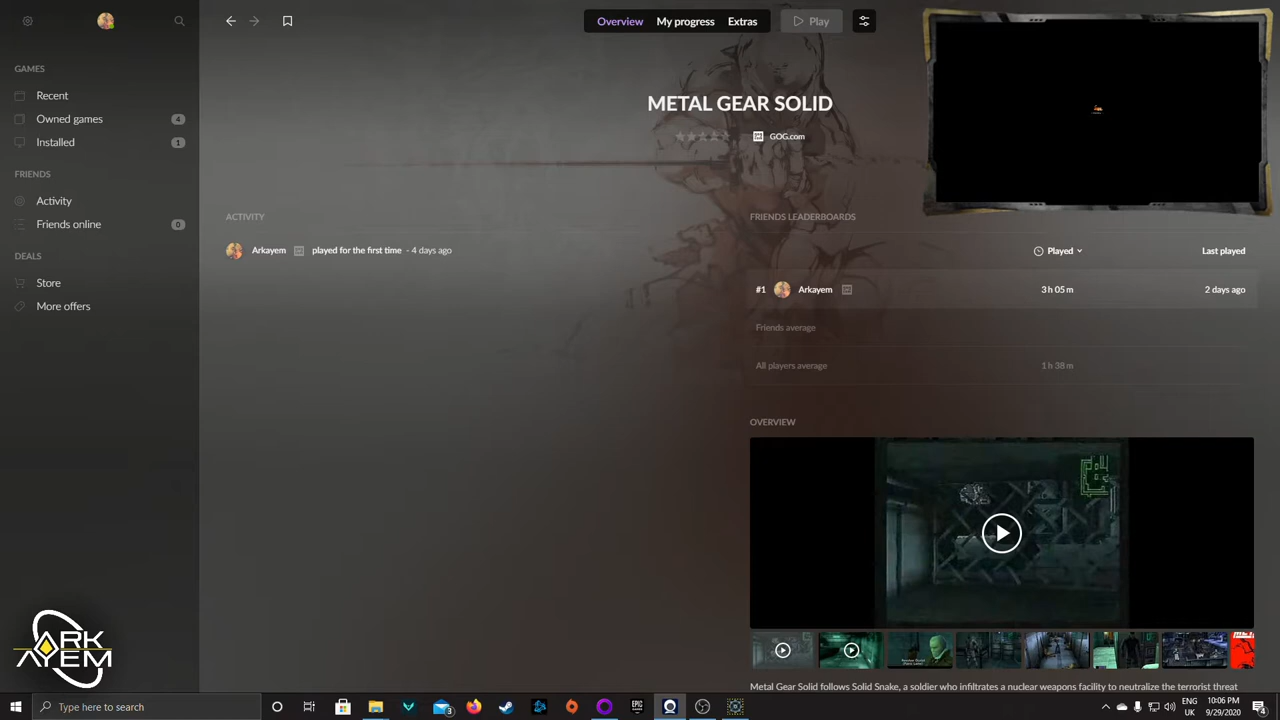 Overview My progress Extras Play
GAMES
Recent
Owned games 4
Installed 1
FRIENDS
Activity
Friends online 0
DEALS
Store
More offers
METAL GEAR SOLID
GOG.com
ACTIVITY
Arkayem played for the first time - 4 days ago
FRIENDS LEADERBOARDS
Played Last played
#1 Arkayem 3 h 05 m 2 days ago
Friends average
All players average 1 h 38 m
OVERVIEW
Metal Gear Solid follows Solid Snake, a soldier who infiltrates a nuclear weapons facility to neutralize the terrorist threat
ARK
AYEM
Type here to search
3
EPIC
ENG
UK
10:06 PM
9/29/2020
4